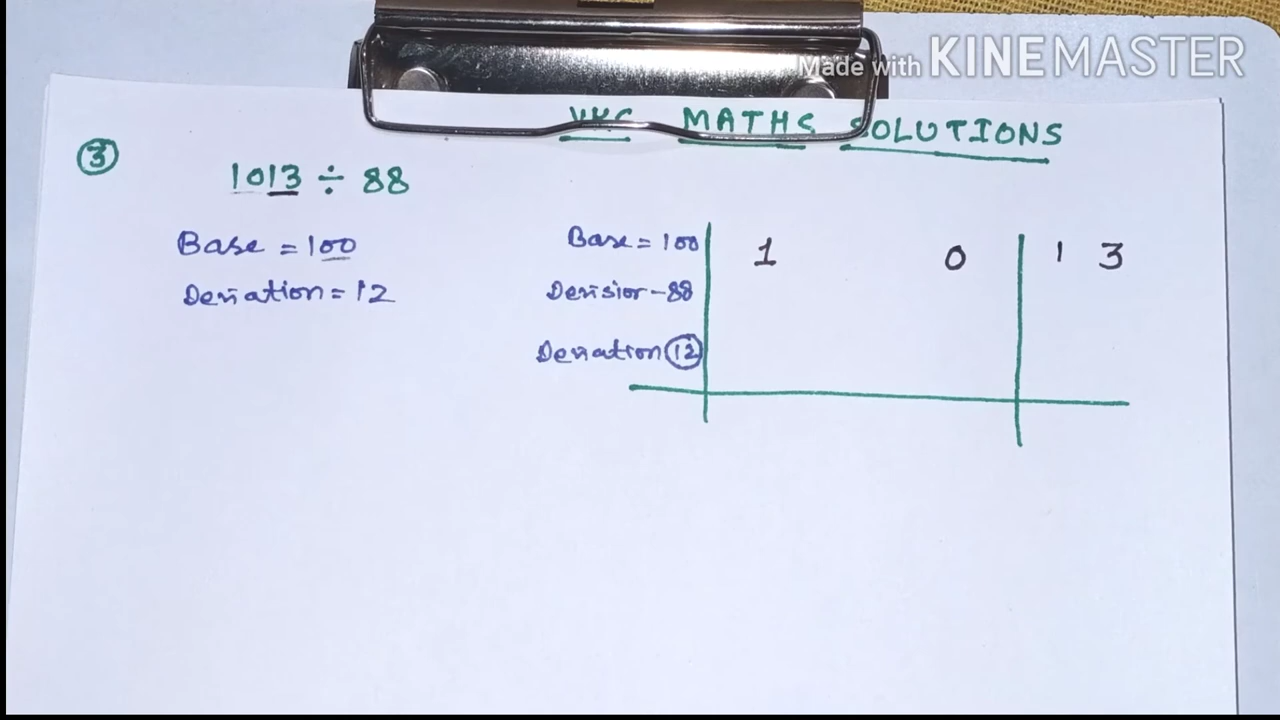 Made with KINEMASTER
MATHS SOLUTIONS
3
1013 ÷ 88
Base = 100
Deviation = 12
Base = 100
Devisior - 88
Deviation 12
1 0 1 3